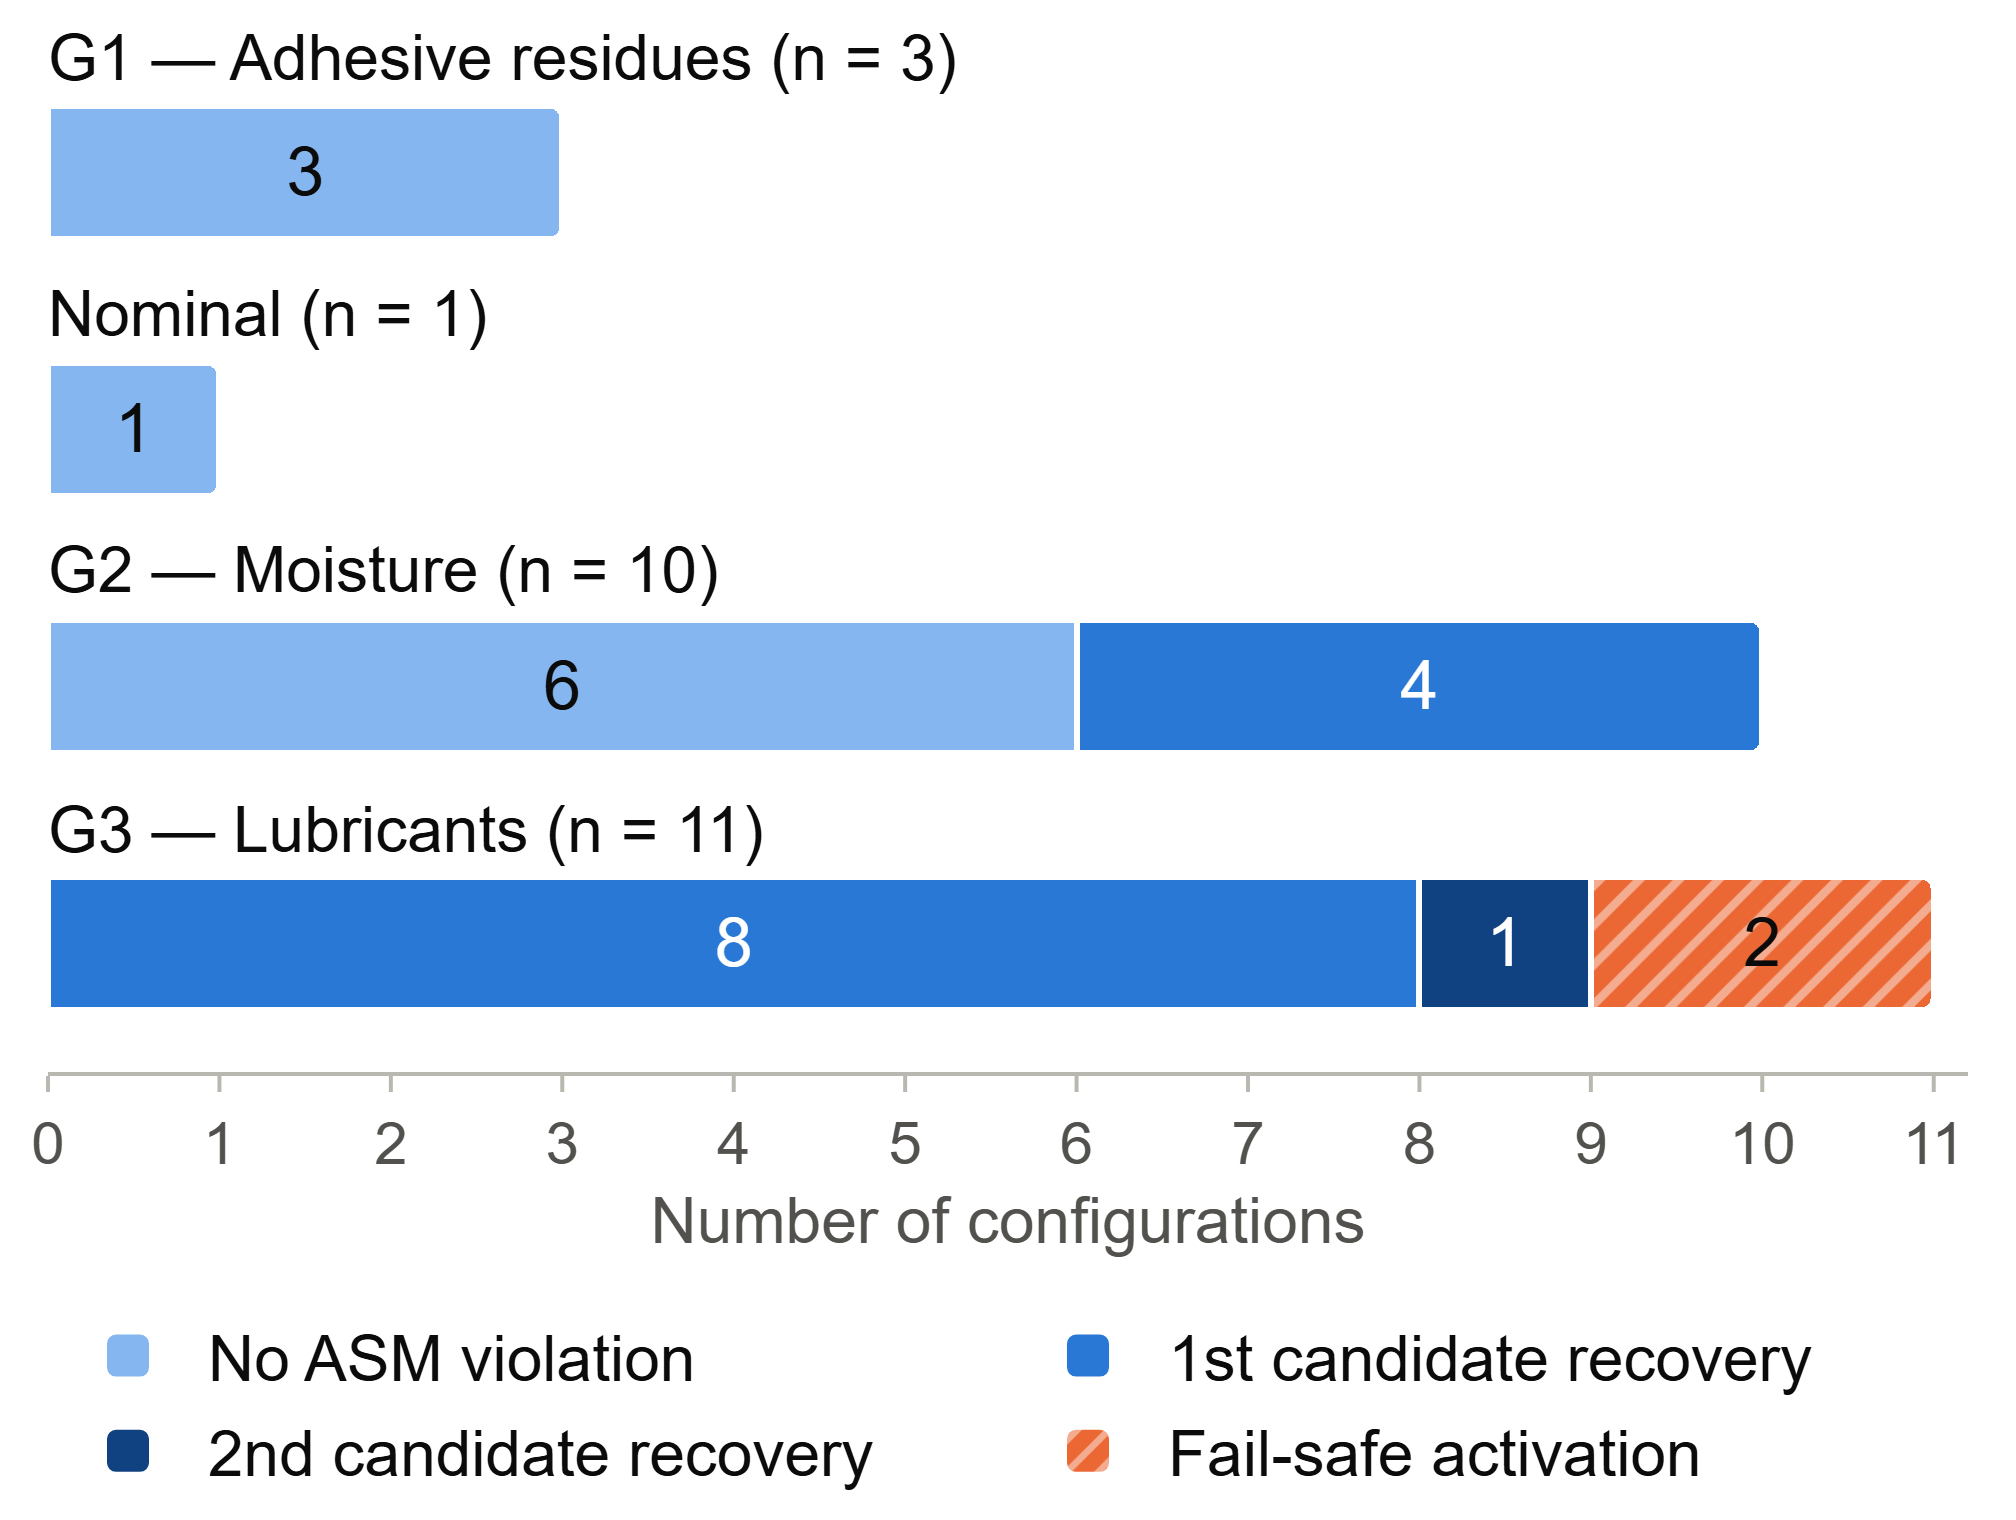 G1 — Adhesive residues (n = 3)
3
Nominal (n = 1)
1
G2 — Moisture (n = 10)
6 4
G3 — Lubricants (n = 11)
8 1 2
0 1 2 3 4 5 6 7 8 9 10 11
Number of configurations
No ASM violation 1st candidate recovery
2nd candidate recovery Fail-safe activation